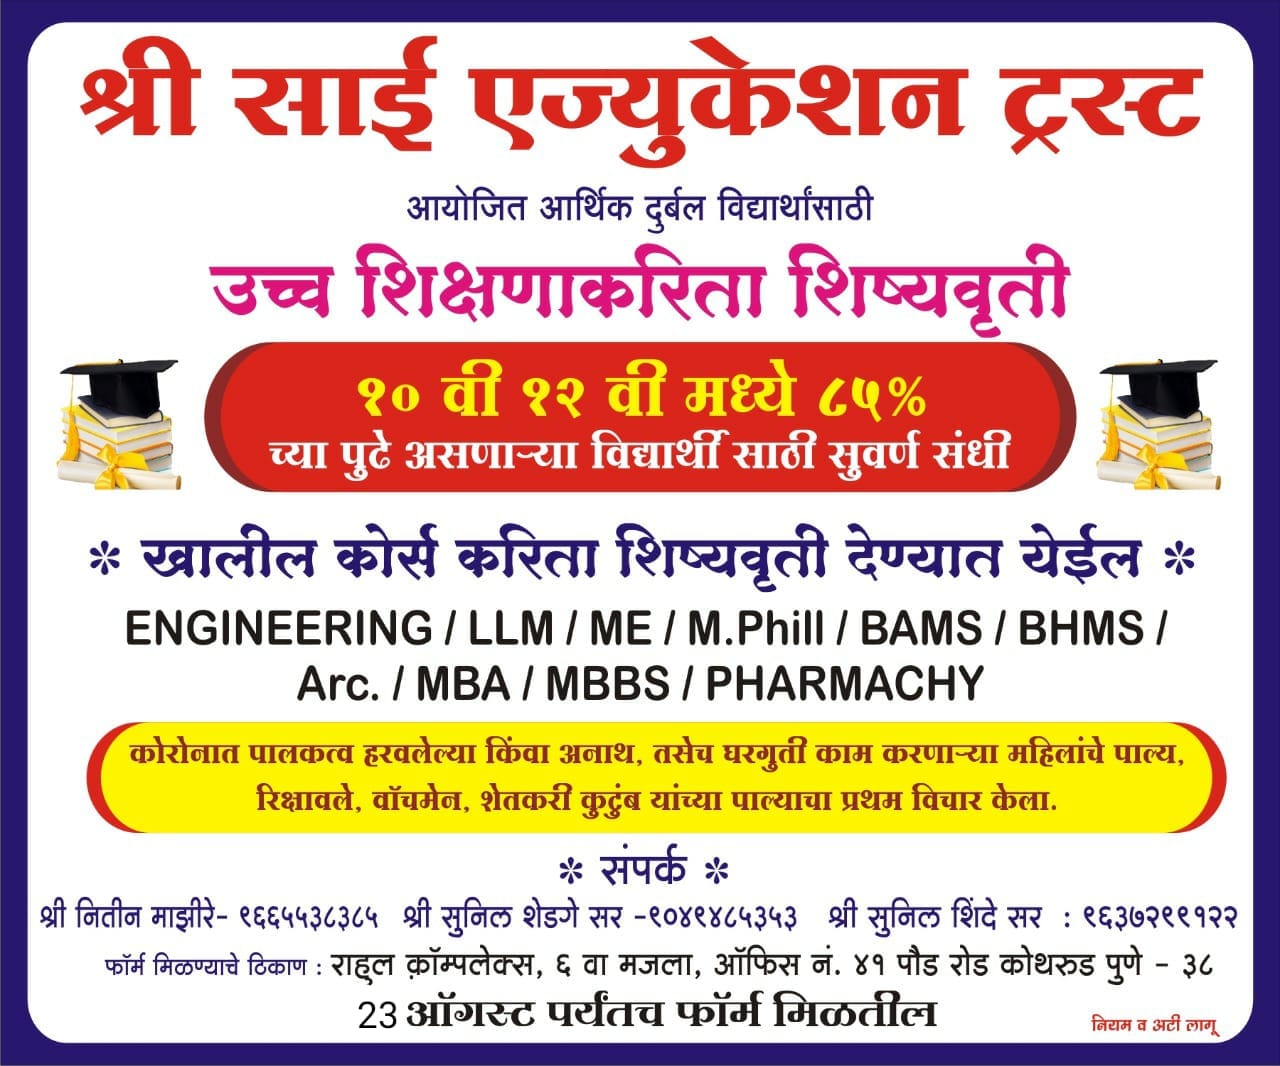 श्री साई एज्युकेशन ट्रस्ट
आयोजित आर्थिक दुर्बल विद्यार्थांसाठी
उच्च शिक्षणाकरिता शिष्यवृती
१० वी १२ वी मध्ये ८५%
च्या पुढे असणाऱ्या विद्यार्थी साठी सुवर्ण संधी
* खालील कोर्स करिता शिष्यवृती देण्यात येईल *
ENGINEERING / LLM / ME / M.Phill / BAMS / BHMS /
Arc. / MBA / MBBS / PHARMACHY
कोरोनात पालकत्व हरवलेल्या किंवा अनाथ, तसेच घरगुती काम करणाऱ्या महिलांचे पाल्य,
रिक्षावले, वॉचमेन, शेतकरी कुटुंब यांच्या पाल्याचा प्रथम विचार केला.
* संपर्क *
श्री नितीन माझीरे- ९६६५५३८३८५ श्री सुनिल शेडगे सर -९०४९४८५३५३ श्री सुनिल शिंदे सर : ९६३७२९९१२२
फॉर्म मिळण्याचे ठिकाण : राहूल क़ॉम्पलेक्स, ६ वा मजला, ऑफिस नं. ४१ पौड रोड कोथरुड पुणे - ३८
23 ऑगस्ट पर्यंतच फॉर्म मिळतील
नियम व अटी लागू